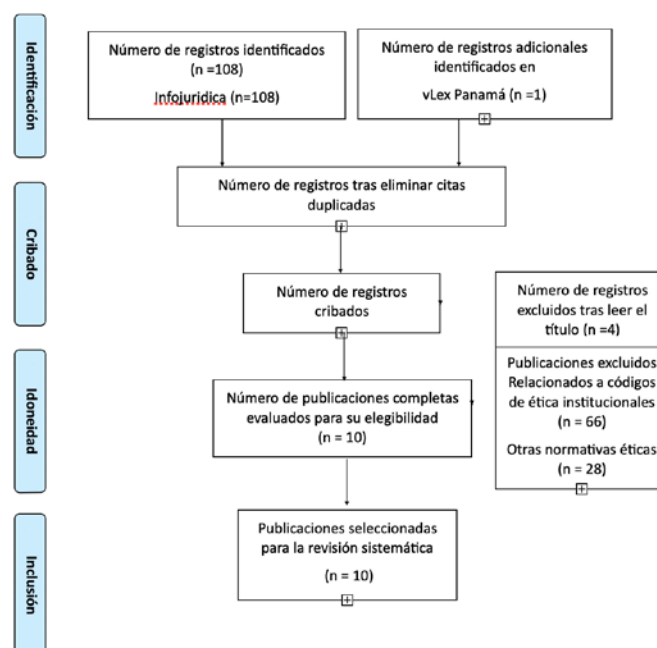 Identificación
Número de registros identificados
(n =108)
Infojuridica (n=108)
Número de registros adicionales
identificados en
vLex Panamá (n =1)
Número de registros tras eliminar citas
duplicadas
Cribado
Número de registros
cribados
Número de registros
excluidos tras leer el
título (n =4)
Publicaciones excluidos
Relacionados a códigos
de ética institucionales
(n = 66)
Otras normativas éticas
(n = 28)
Idoneidad
Número de publicaciones completas
evaluados para su elegibilidad
(n = 10)
Inclusión
Publicaciones seleccionadas
para la revisión sistemática
(n = 10)